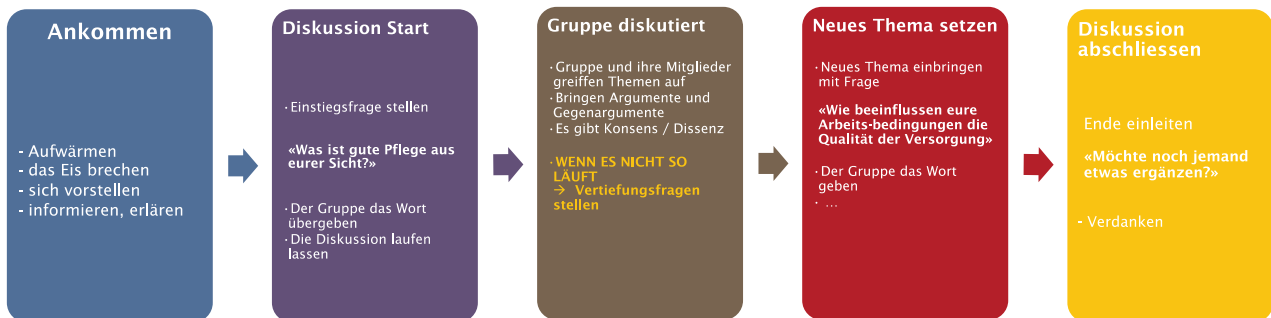 Ankommen
- Aufwärmen
- das Eis brechen
- sich vorstellen
- informieren, erlären
Diskussion Start
· Einstiegsfrage stellen
«Was ist gute Pflege aus
eurer Sicht?»
· Der Gruppe das Wort
übergeben
· Die Diskussion laufen
lassen
Gruppe diskutiert
· Gruppe und ihre Mitglieder
greiffen Themen auf
· Bringen Argumente und
Gegenargumente
· Es gibt Konsens / Dissenz
· WENN ES NICHT SO
LÄUFT
→ Vertiefungsfragen
stellen
Neues Thema setzen
· Neues Thema einbringen
mit Frage
«Wie beeinflussen eure
Arbeits-bedingungen die
Qualität der Versorgung»
· Der Gruppe das Wort
geben
· ...
Diskussion
abschliessen
Ende einleiten
«Möchte noch jemand
etwas ergänzen?»
- Verdanken